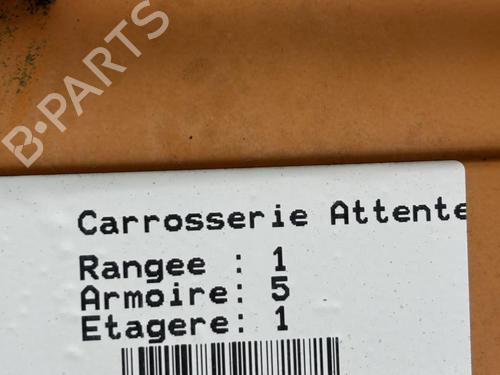 B-PARTS
Carrosserie Attente
Rangee : 1
Armoire: 5
Etagere: 1